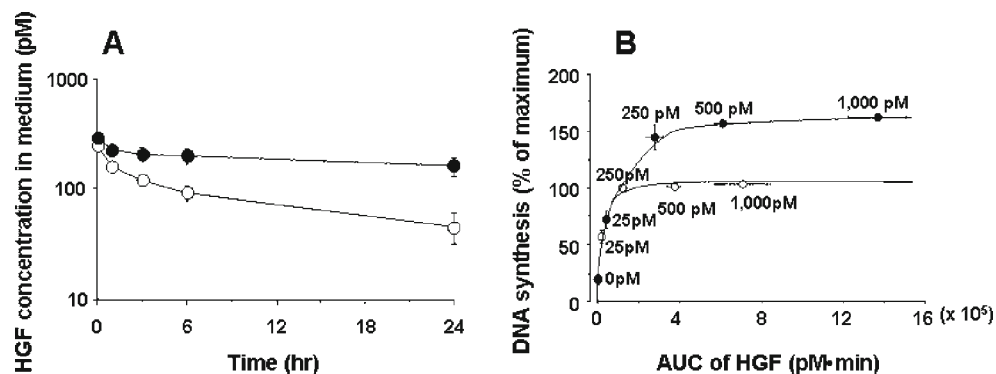 A
HGF concentration in medium (pM)
1000
100
10
0
6
12
18
24
Time (hr)
B
DNA synthesis (% of maximum)
200
150
100
50
0
250 pM
500 pM
1,000 pM
250pM
500 pM
1,000pM
25pM
25pM
0pM
0
4
8
12
16
(x 10⁵)
AUC of HGF (pM•min)